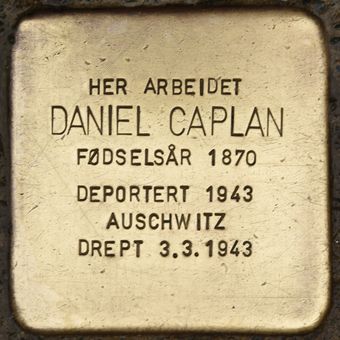 HER ARBEIDET
DANIEL CAPLAN
FØDSELSÅR 1870
DEPORTERT 1943
AUSCHWITZ
DREPT 3.3.1943